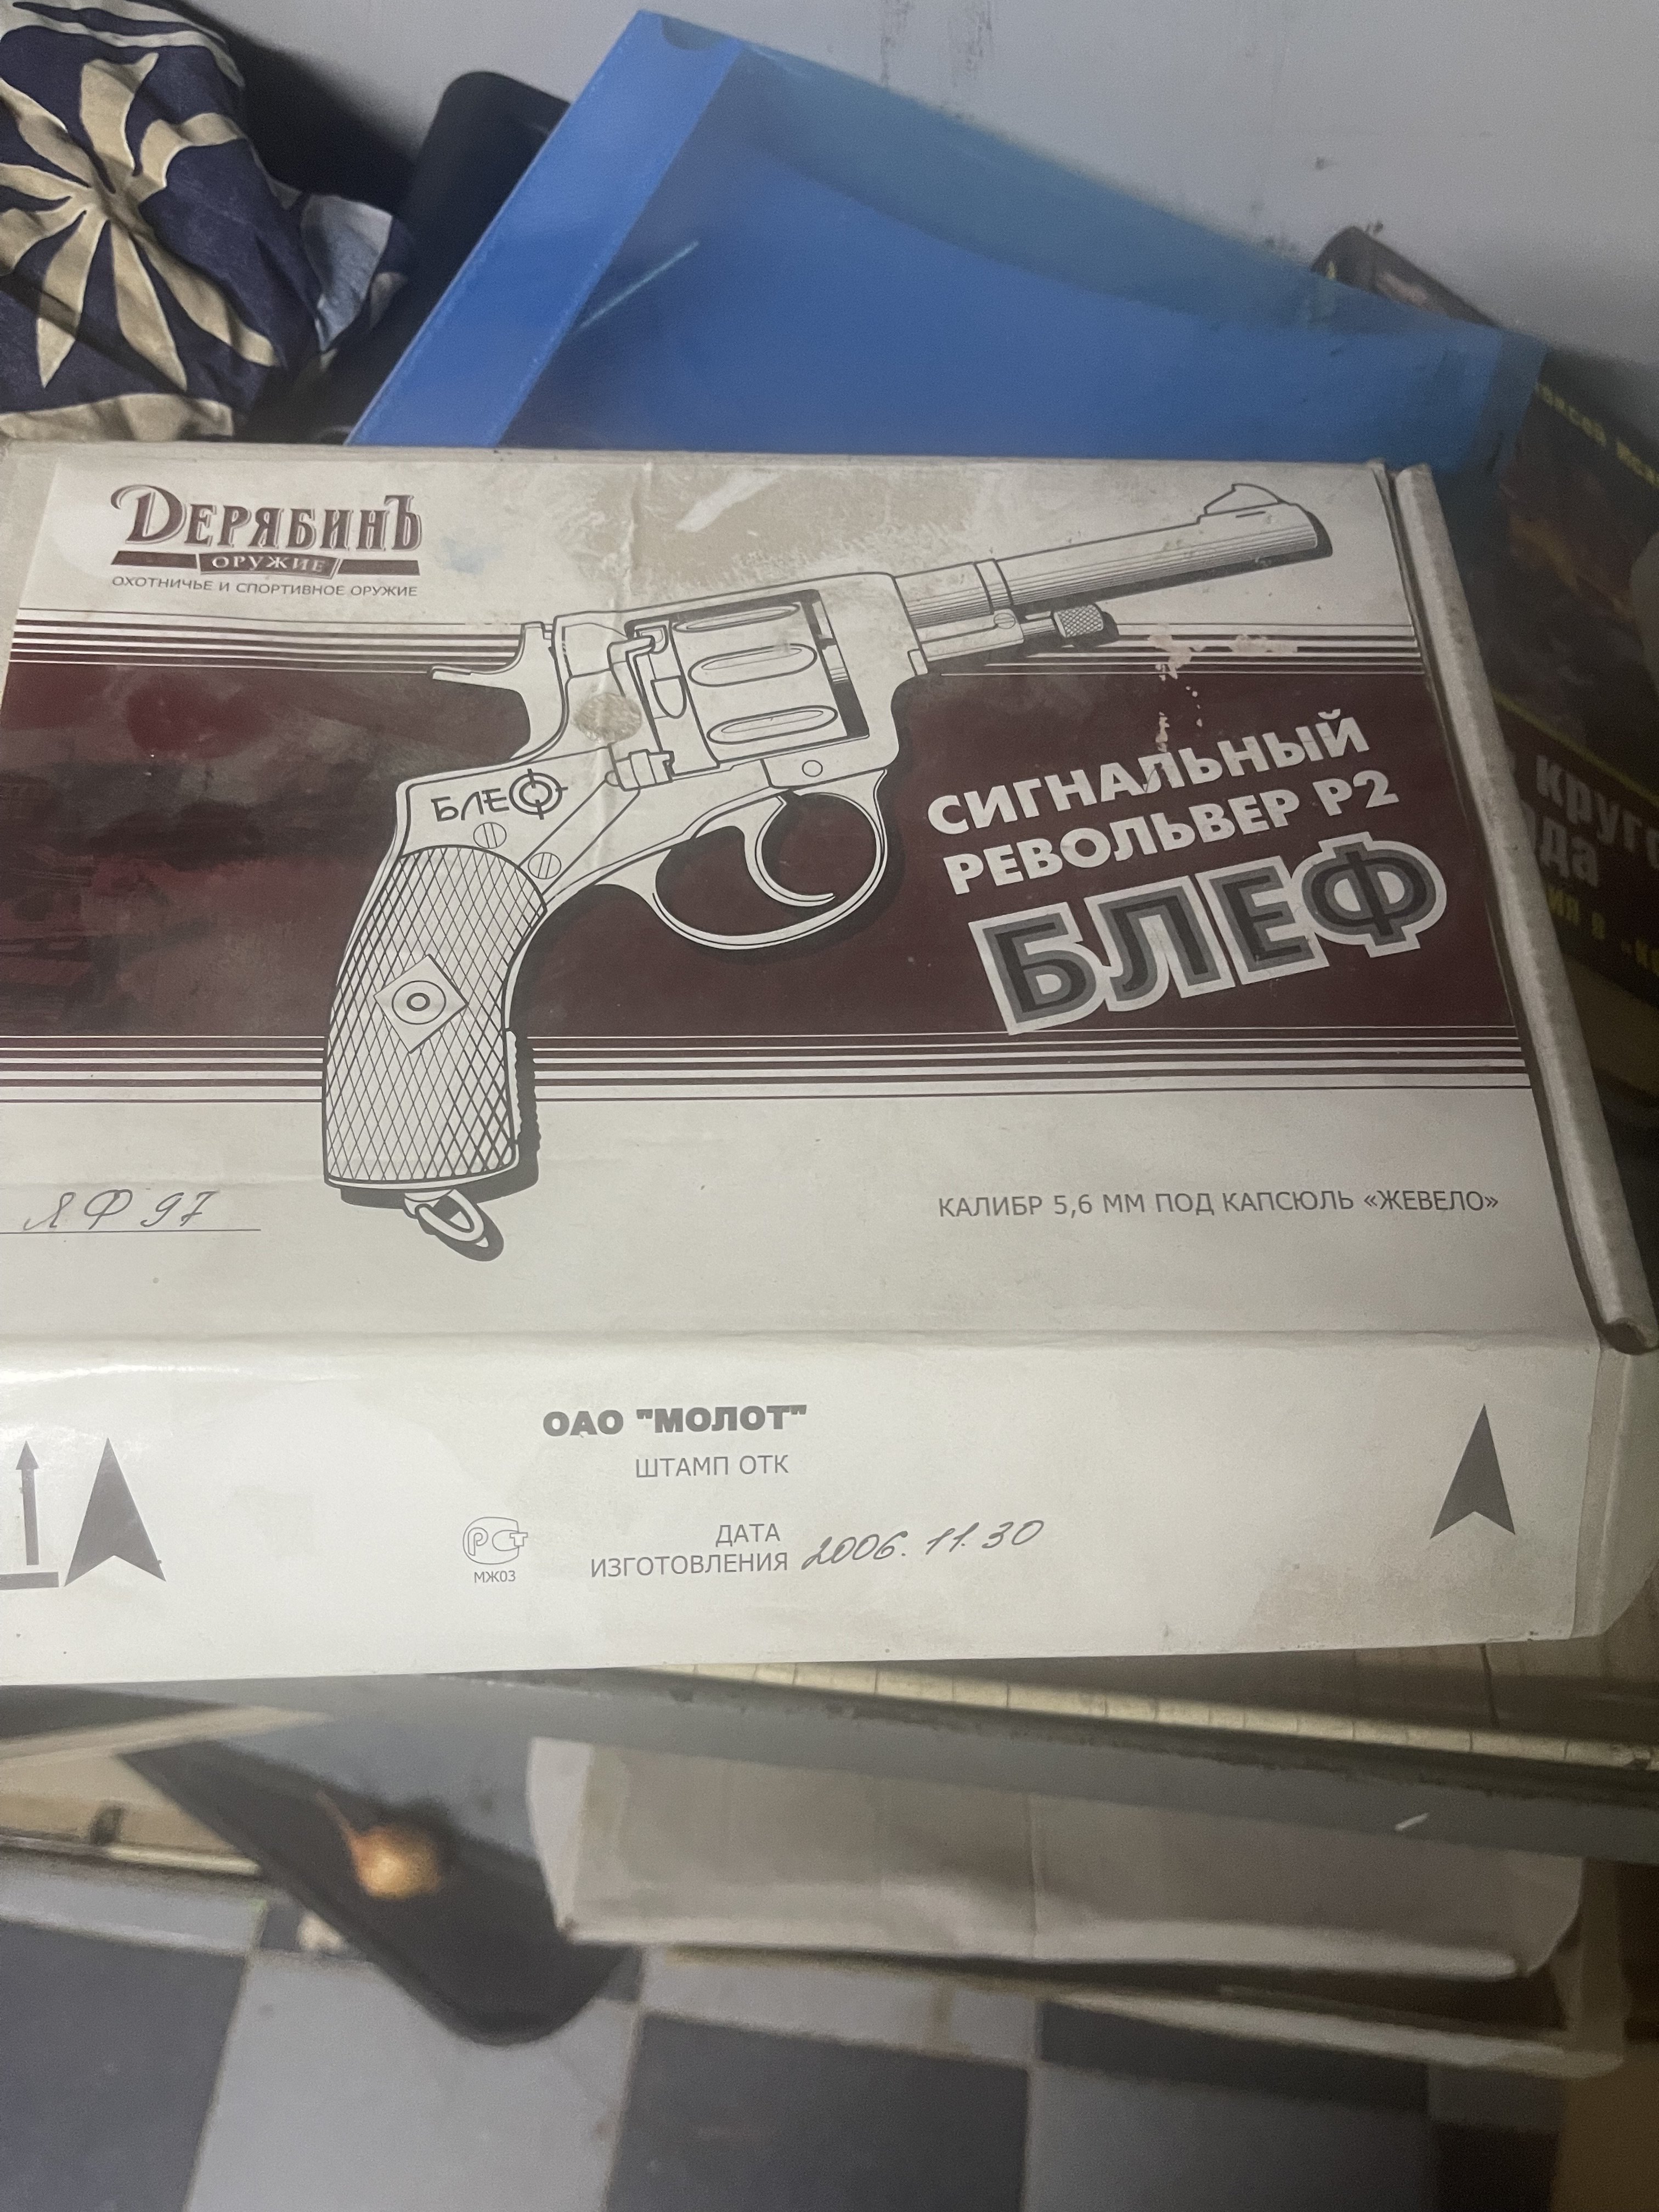 ДЕРЯБИНЪ
ОРУЖИЕ
ОХОТНИЧЬЕ И СПОРТИВНОЕ ОРУЖИЕ
БЛЕФ
СИГНАЛЬНЫЙ
РЕВОЛЬВЕР Р2
БЛЕФ
ЯФ 97
КАЛИБР 5,6 ММ ПОД КАПСЮЛЬ «ЖЕВЕЛО»
ОАО "МОЛОТ"
ШТАМП ОТК
РСТ
МЖ03
ДАТА
ИЗГОТОВЛЕНИЯ 2006. 11. 30